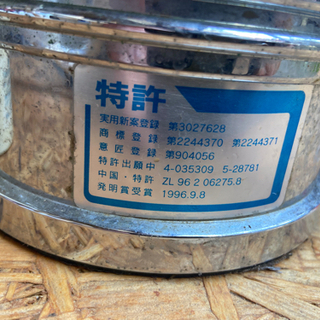 特許
実用新案登録 第3027628
商標登録 第2244370 第2244371
意匠登録 第904056
特許出願中 4-035309 5-28781
中国・特許 ZL 96 2 06275.8
発明賞受賞 1996.9.8